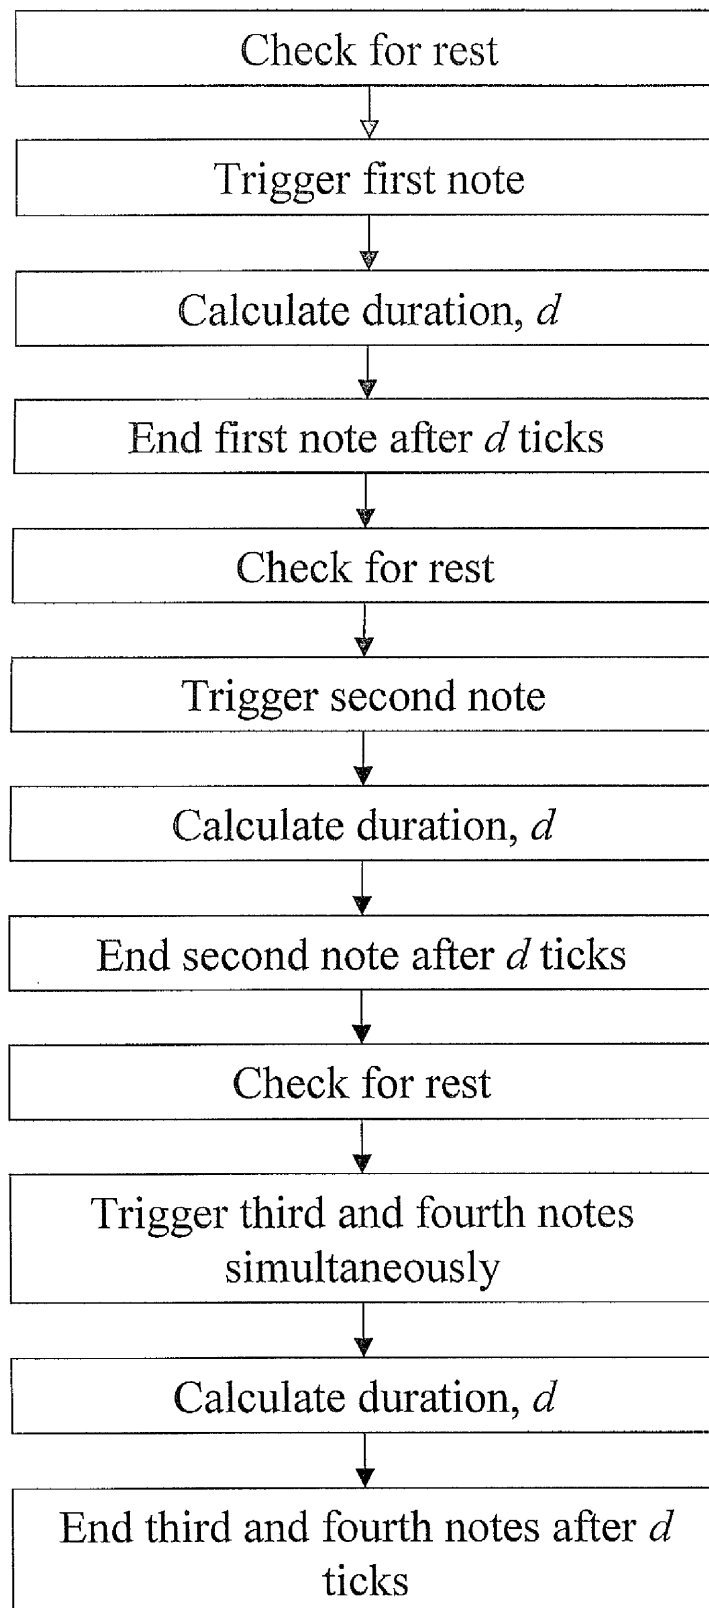 Check for rest
Trigger first note
Calculate duration, d
End first note after d ticks
Check for rest
Trigger second note
Calculate duration, d
End second note after d ticks
Check for rest
Trigger third and fourth notes
simultaneously
Calculate duration, d
End third and fourth notes after d
ticks